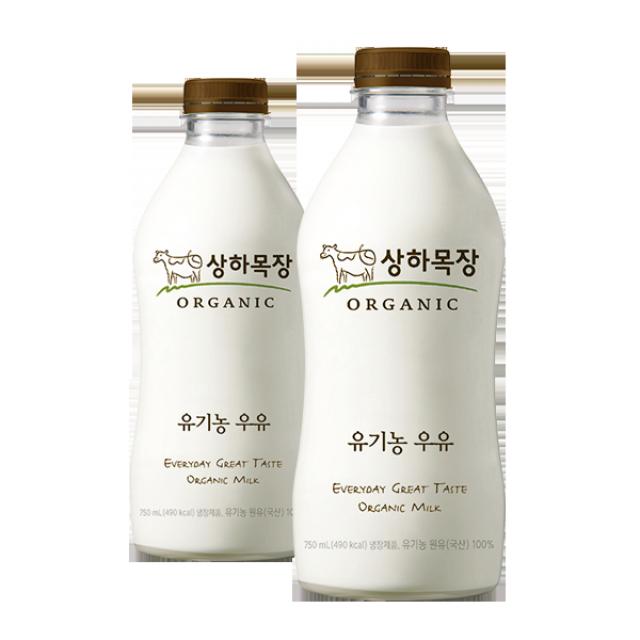 상하목장
ORGANIC
유기농 우유
EVERYDAY GREAT TASTE
ORGANIC MILK
750 mL(490 kcal) 냉장제품, 유기농 원유(국산)
상하목장
ORGANIC
유기농 우유
EVERYDAY GREAT TASTE
ORGANIC MILK
750 mL(490 kcal) 냉장제품, 유기농 원유(국산) 100%